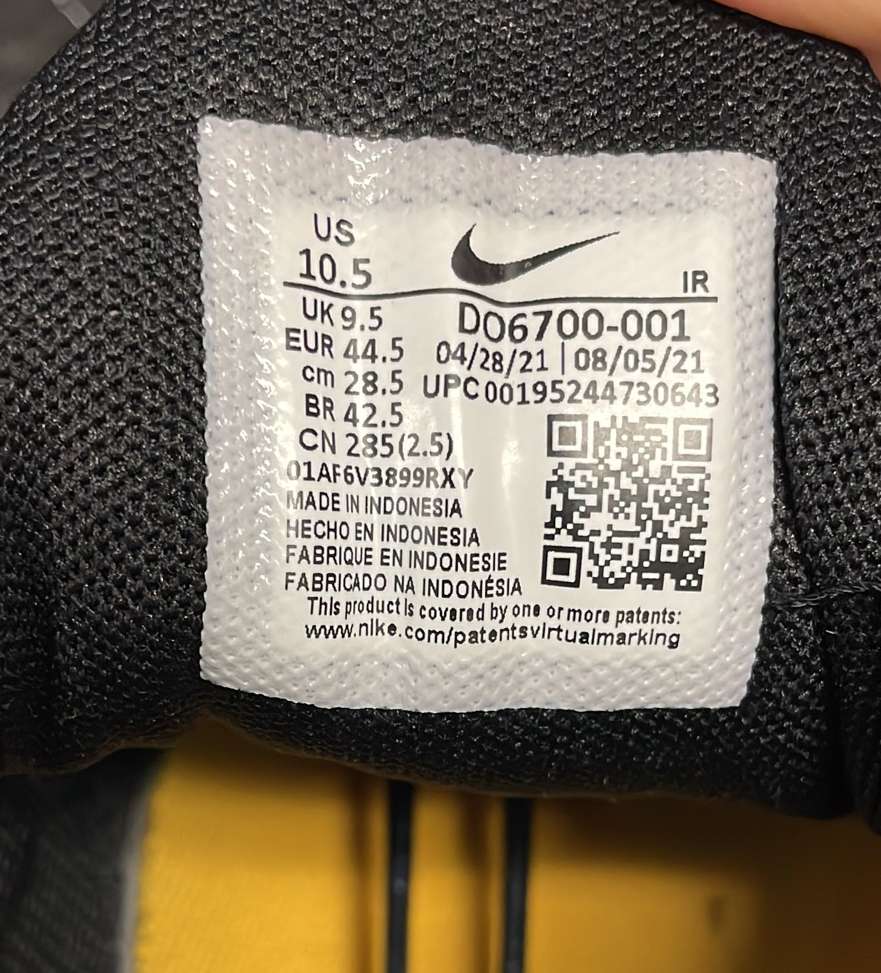 US
10.5
IR
UK 9.5
DO6700-001
EUR 44.5
04/28/21 | 08/05/21
cm 28.5
UPC00195244730643
BR 42.5
CN 285(2.5)
01AF6V3899RXY
MADE IN INDONESIA
HECHO EN INDONESIA
FABRIQUE EN INDONESIE
FABRICADO NA INDONÉSIA
This product is covered by one or more patents:
www.nike.com/patentsvirtualmarking